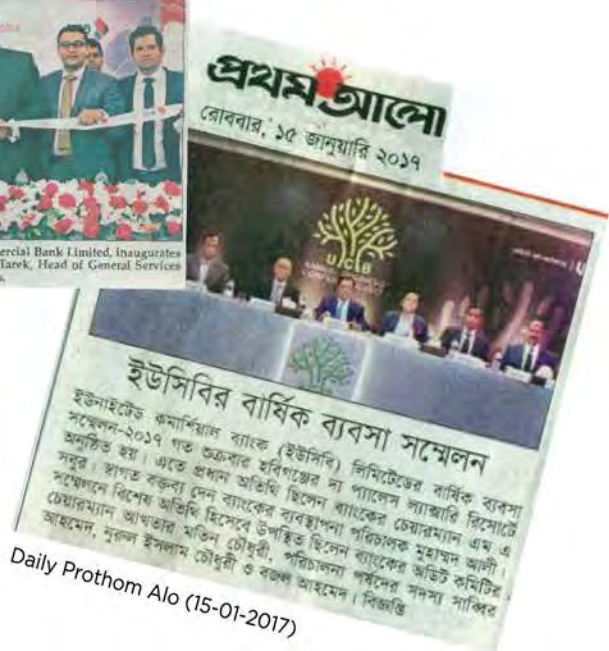 ercial Bank Limited, inaugurates
Tarek, Head of General Services
প্রথম আলো
রোববার, ১৫ জানুয়ারি ২০১৭
UCB
ইউসিবির বার্ষিক ব্যবসা সম্মেলন
ইউনাইটেড কমার্শিয়াল ব্যাংক (ইউসিবি) লিমিটেডের বার্ষিক ব্যবসা
সম্মেলন-২০১৭ গত শুক্রবার হবিগঞ্জের দ্য প্যালেস ল্যাক্সারি রিসোর্টে
অনুষ্ঠিত হয়। এতে প্রধান অতিথি ছিলেন ব্যাংকের চেয়ারম্যান এম এ
সবুর। স্বাগত বক্তব্য দেন ব্যাংকের ব্যবস্থাপনা পরিচালক মুহাম্মদ আলী।
সম্মেলনে বিশেষ অতিথি হিসেবে উপস্থিত ছিলেন ব্যাংকের অডিট কমিটির
চেয়ারম্যান আখতার মতিন চৌধুরী, পরিচালনা পর্ষদের সদস্য সাব্বির
আহমেদ, নুরুল ইসলাম চৌধুরী ও বজল আহমেদ। বিজ্ঞপ্তি
Daily Prothom Alo (15-01-2017)